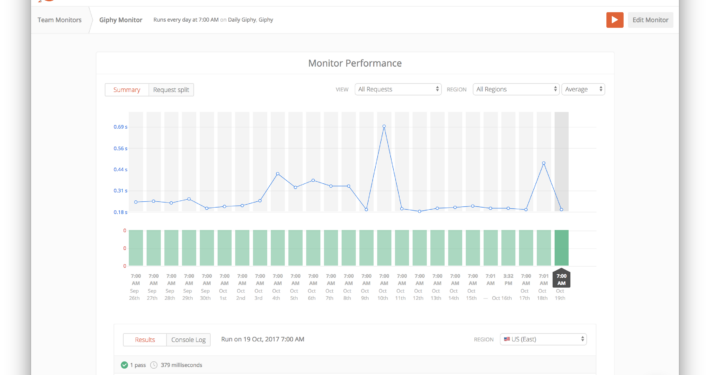 Team Monitors Giphy Monitor Runs every day at 7:00 AM on Daily Giphy, Giphy Edit Monitor
Monitor Performance
Summary Request split VIEW All Requests REGION All Regions Average
0.69 s
0.56 s
0.44 s
0.31 s
0.18 s
0
0
0
7:00 7:00 7:00 7:00 7:00 7:00 7:00 7:00 7:00 7:00 7:00 7:00 7:00 7:00 7:00 7:00 7:00 7:00 7:00 7:00 7:01 3:32 7:00 7:01 7:00
AM AM AM AM AM AM AM AM AM AM AM AM AM AM AM AM AM AM AM AM AM PM AM AM AM
Sep Sep Sep Sep Sep Oct Oct Oct Oct Oct Oct Oct Oct Oct Oct Oct Oct Oct Oct Oct Oct Oct Oct
26th 27th 28th 29th 30th 1st 2nd 3rd 4th 5th 6th 7th 8th 9th 10th 11th 12th 13th 14th 15th -- Oct 16th 17th 18th 19th
Results Console Log Run on 19 Oct, 2017 7:00 AM REGION US (East)
1 pass 379 milliseconds